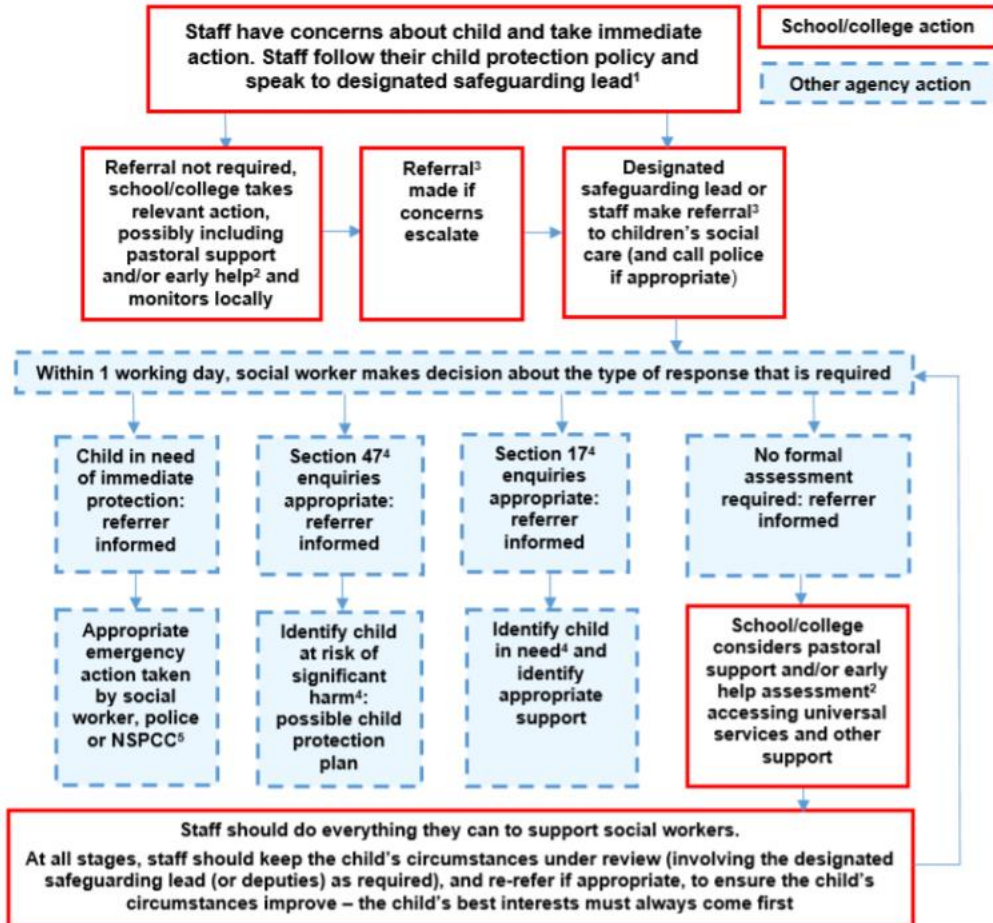 Staff have concerns about child and take immediate
action. Staff follow their child protection policy and
speak to designated safeguarding lead¹
School/college action
Other agency action
Referral not required,
school/college takes
relevant action,
possibly including
pastoral support
and/or early help² and
monitors locally
Referral³
made if
concerns
escalate
Designated
safeguarding lead or
staff make referral³
to children's social
care (and call police
if appropriate)
Within 1 working day, social worker makes decision about the type of response that is required
Child in need
of immediate
protection:
referrer
informed
Section 47⁴
enquiries
appropriate:
referrer
informed
Section 17⁴
enquiries
appropriate:
referrer
informed
No formal
assessment
required: referrer
informed
Appropriate
emergency
action taken
by social
worker, police
or NSPCC⁵
Identify child
at risk of
significant
harm⁴:
possible child
protection
plan
Identify child
in need⁴ and
identify
appropriate
support
School/college
considers pastoral
support and/or early
help assessment²
accessing universal
services and other
support
Staff should do everything they can to support social workers.
At all stages, staff should keep the child's circumstances under review (involving the designated
safeguarding lead (or deputies) as required), and re-refer if appropriate, to ensure the child's
circumstances improve – the child's best interests must always come first